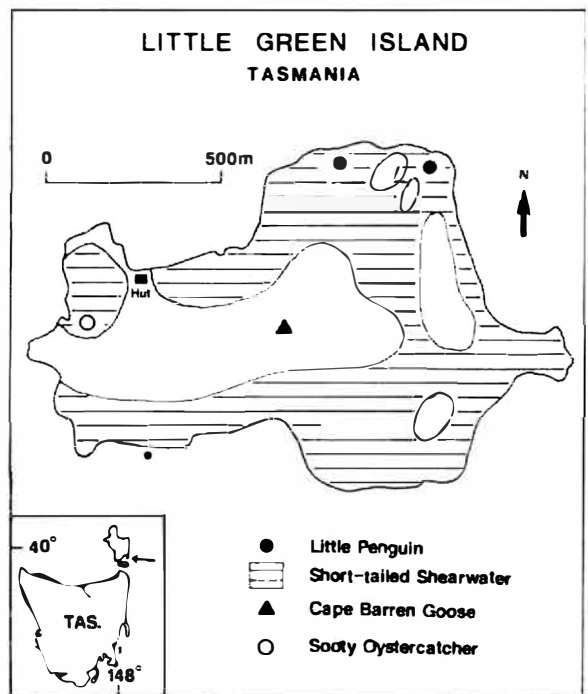 LITTLE GREEN ISLAND
TASMANIA
0 500m
N
Hut
40°
TAS.
148°
Little Penguin
Short-tailed Shearwater
Cape Barren Goose
Sooty Oystercatcher